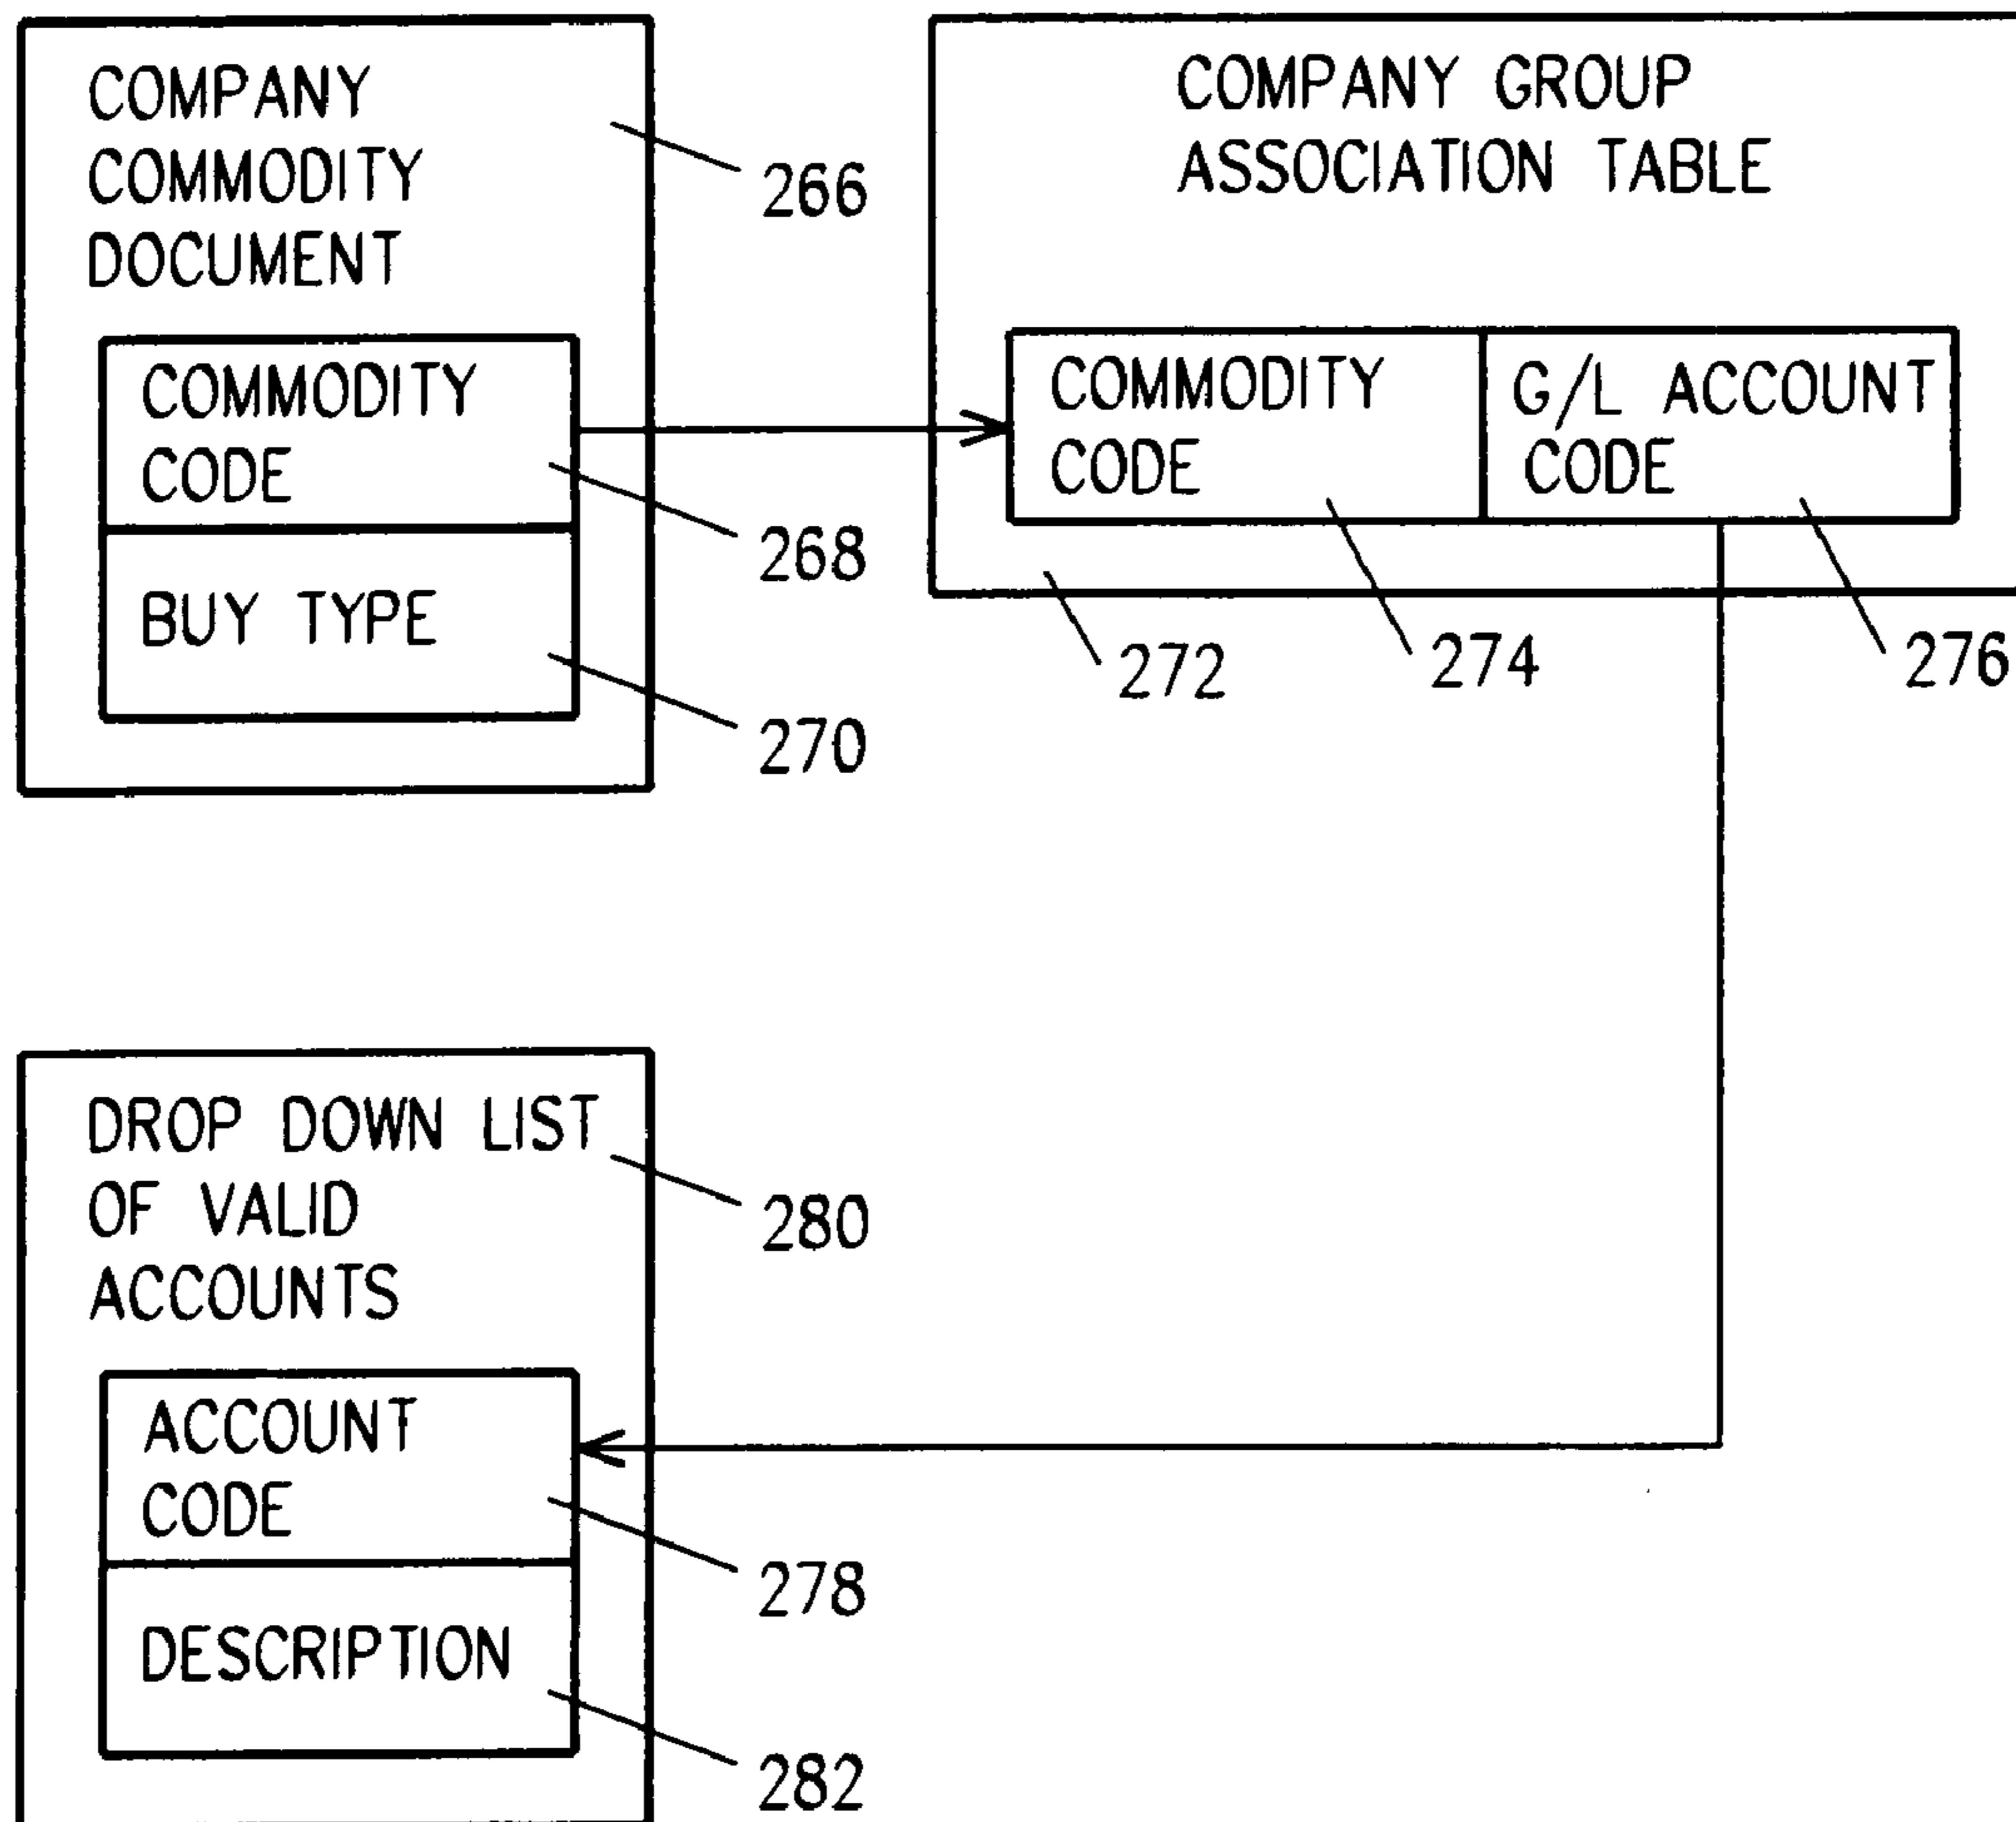 COMPANY
COMMODITY
DOCUMENT
266
COMMODITY
CODE
268
BUY TYPE
270
COMPANY GROUP
ASSOCIATION TABLE
COMMODITY
CODE
G/L ACCOUNT
CODE
272
274
276
DROP DOWN LIST
OF VALID
ACCOUNTS
280
ACCOUNT
CODE
278
DESCRIPTION
282